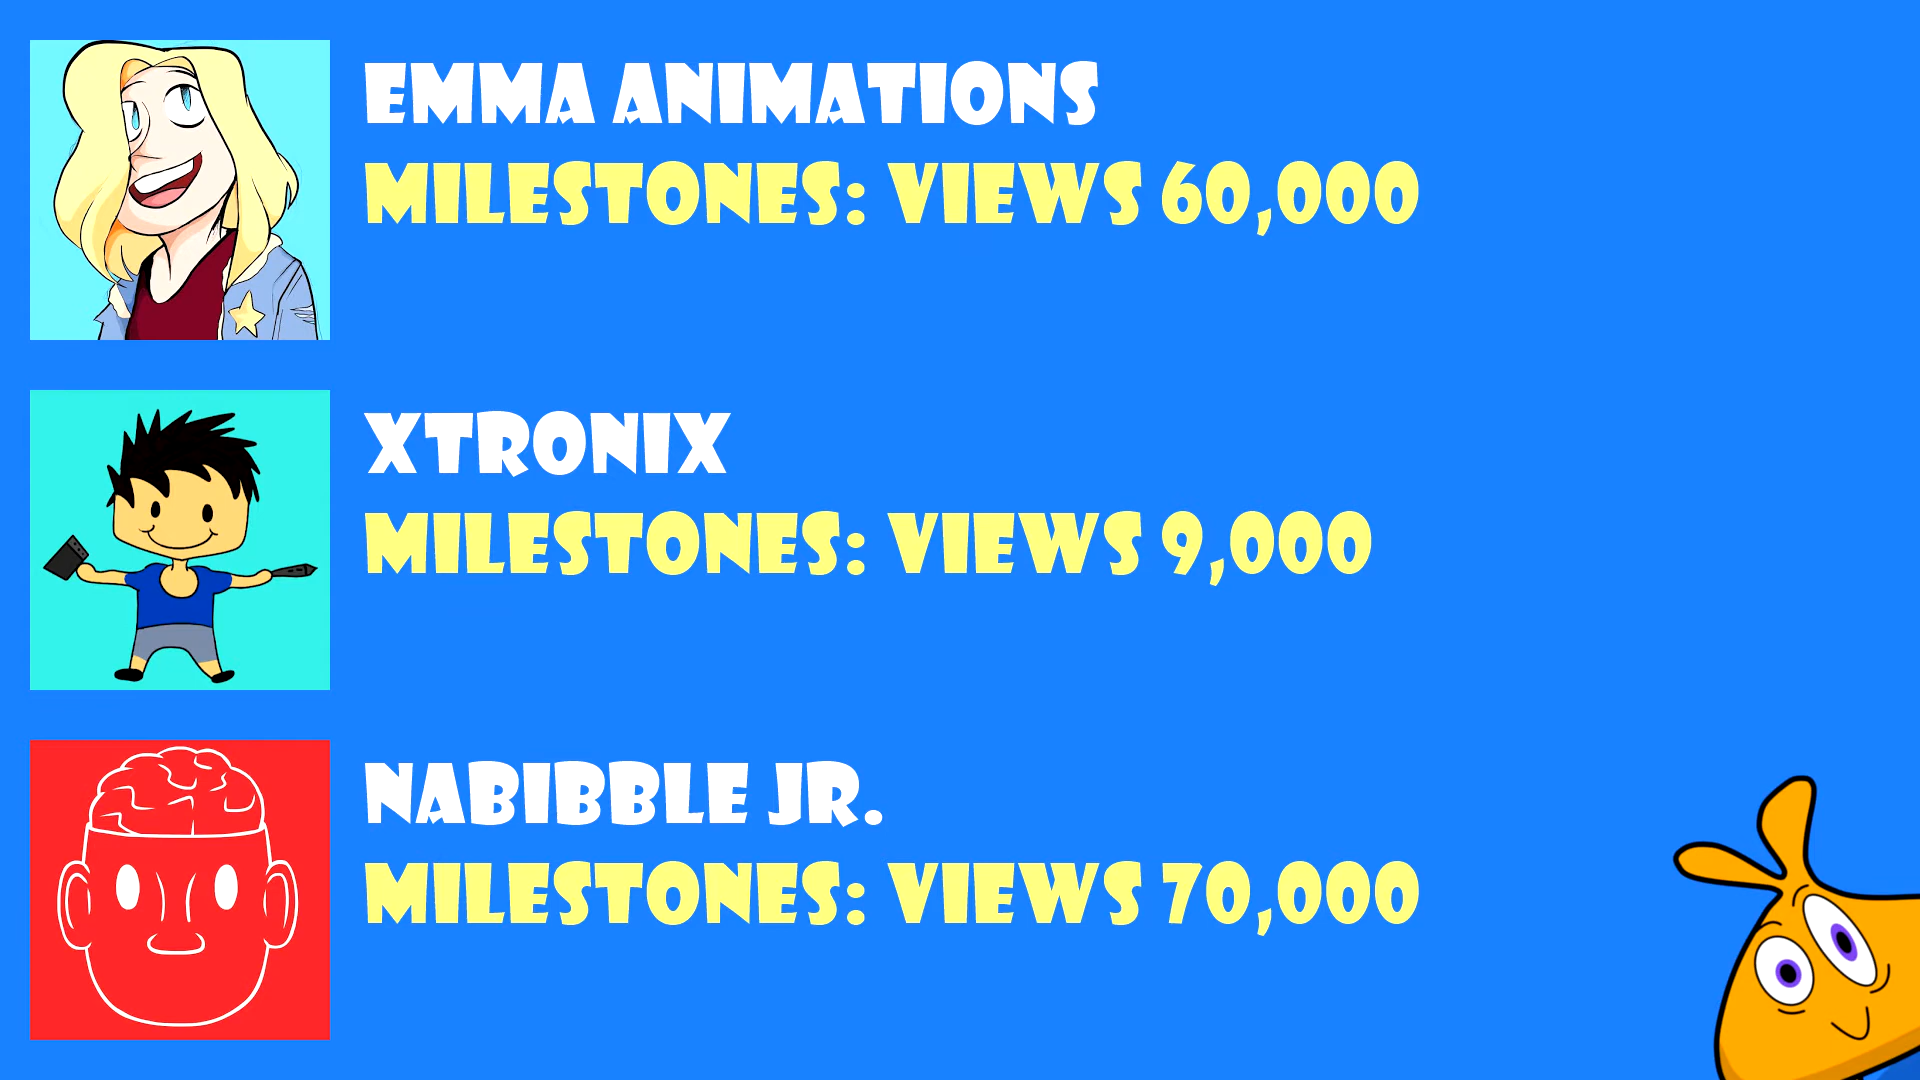 EMMA ANIMATIONS
MILESTONES: VIEWS 60,000
XTRONIX
MILESTONES: VIEWS 9,000
NABIBBLE JR.
MILESTONES: VIEWS 70,000